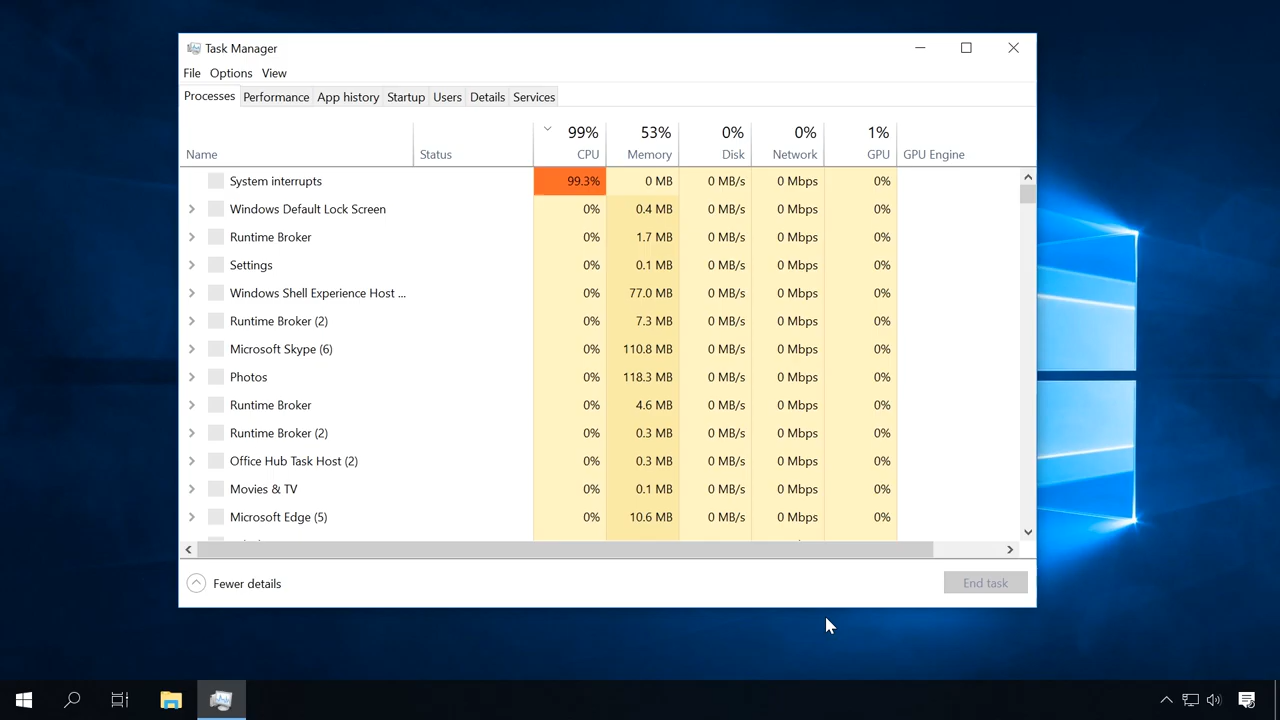 Task Manager
File Options View
Processes Performance App history Startup Users Details Services
99% 53% 0% 0% 1%
Name Status CPU Memory Disk Network GPU GPU Engine
System interrupts 99.3% 0 MB 0 MB/s 0 Mbps 0%
Windows Default Lock Screen 0% 0.4 MB 0 MB/s 0 Mbps 0%
Runtime Broker 0% 1.7 MB 0 MB/s 0 Mbps 0%
Settings 0% 0.1 MB 0 MB/s 0 Mbps 0%
Windows Shell Experience Host ... 0% 77.0 MB 0 MB/s 0 Mbps 0%
Runtime Broker (2) 0% 7.3 MB 0 MB/s 0 Mbps 0%
Microsoft Skype (6) 0% 110.8 MB 0 MB/s 0 Mbps 0%
Photos 0% 118.3 MB 0 MB/s 0 Mbps 0%
Runtime Broker 0% 4.6 MB 0 MB/s 0 Mbps 0%
Runtime Broker (2) 0% 0.3 MB 0 MB/s 0 Mbps 0%
Office Hub Task Host (2) 0% 0.3 MB 0 MB/s 0 Mbps 0%
Movies & TV 0% 0.1 MB 0 MB/s 0 Mbps 0%
Microsoft Edge (5) 0% 10.6 MB 0 MB/s 0 Mbps 0%
Fewer details End task